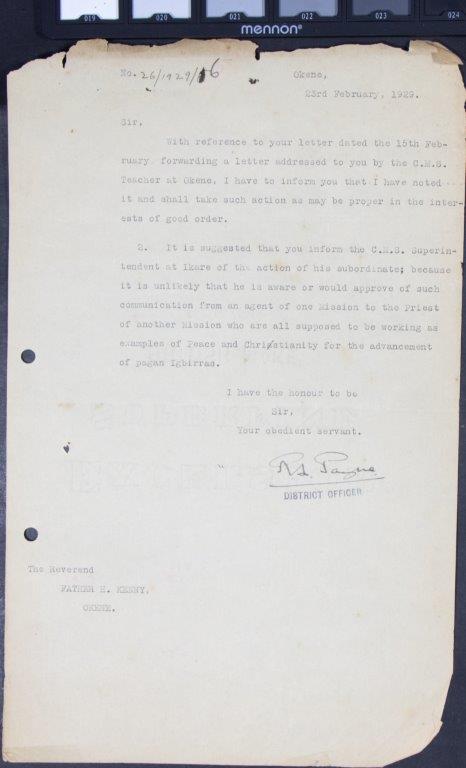 019 020 021 022 023 024
mennon
No. 26/1929/16 Okene,
23rd February, 1929.
Sir,
With reference to your letter dated the 15th Feb-
ruary forwarding a letter addressed to you by the C.M.S.
Teacher at Okene, I have to inform you that I have noted
it and shall take such action as may be proper in the inter-
ests of good order.
2. It is suggested that you inform the C.M.S. Superin-
tendent at Ikare of the action of his subordinate; because
it is unlikely that he is aware or would approve of such
communication from an agent of one Mission to the Priest
of another Mission who are all supposed to be working as
examples of Peace and Christianity for the advancement
of pagan Igbirras.
I have the honour to be
Sir,
Your obedient servant.
Payne
DISTRICT OFFICER
The Reverend
FATHER H. KENNY,
OKENE.